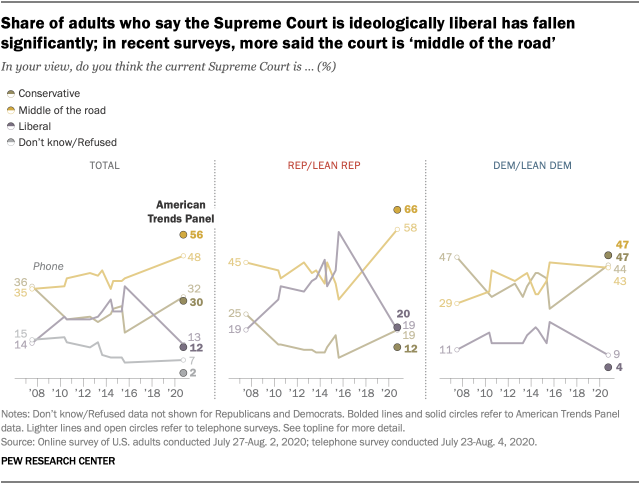 Share of adults who say the Supreme Court is ideologically liberal has fallen
significantly; in recent surveys, more said the court is ‘middle of the road’
In your view, do you think the current Supreme Court is ... (%)
Conservative
Middle of the road
Liberal
Don’t know/Refused
TOTAL
REP/LEAN REP
DEM/LEAN DEM
American
Trends Panel
Phone
36
35
15
14
56
48
32
30
13
12
7
2
'08 '10 '12 '14 '16 '18 '20
45
25
19
66
58
20
19
19
12
'08 '10 '12 '14 '16 '18 '20
47
29
11
47
47
44
43
9
4
'08 '10 '12 '14 '16 '18 '20
Notes: Don’t know/Refused data not shown for Republicans and Democrats. Bolded lines and solid circles refer to American Trends Panel
data. Lighter lines and open circles refer to telephone surveys. See topline for more detail.
Source: Online survey of U.S. adults conducted July 27-Aug. 2, 2020; telephone survey conducted July 23-Aug. 4, 2020.
PEW RESEARCH CENTER